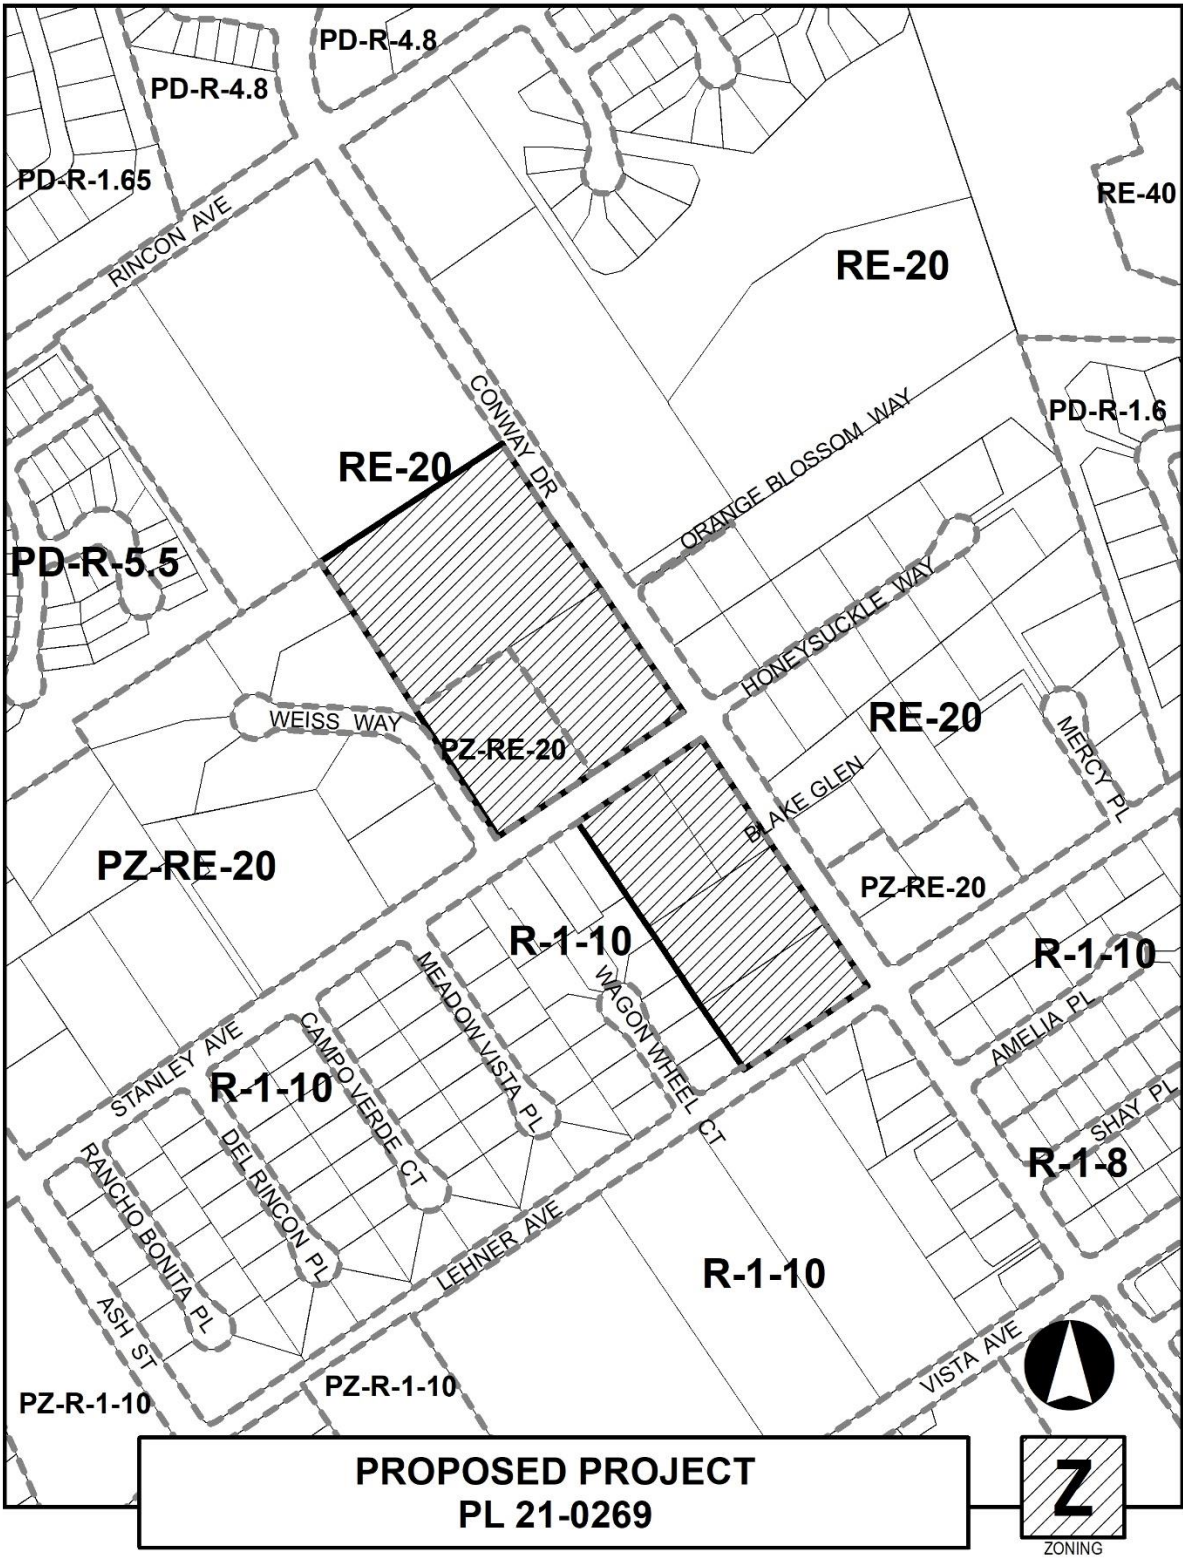 PD-R-4.8
PD-R-4.8
PD-R-1.65
RE-40
RINCON AVE
RE-20
CONWAY DR
PD-R-1.6
ORANGE BLOSSOM WAY
RE-20
PD-R-5.5
HONEYSUCKLE WAY
WEISS WAY
RE-20
MERCY PL
PZ-RE-20
BLAKE GLEN
PZ-RE-20
PZ-RE-20
R-1-10
R-1-10
MEADOW VISTA PL
WAGON WHEEL CT
AMELIA PL
STANLEY AVE
CAMPO VERDE CT
R-1-10
SHAY PL
R-1-8
RANCHO BONITA PL
DEL RINCON PL
LEHNER AVE
R-1-10
ASH ST
VISTA AVE
PZ-R-1-10
PZ-R-1-10
PROPOSED PROJECT
PL 21-0269
Z
ZONING